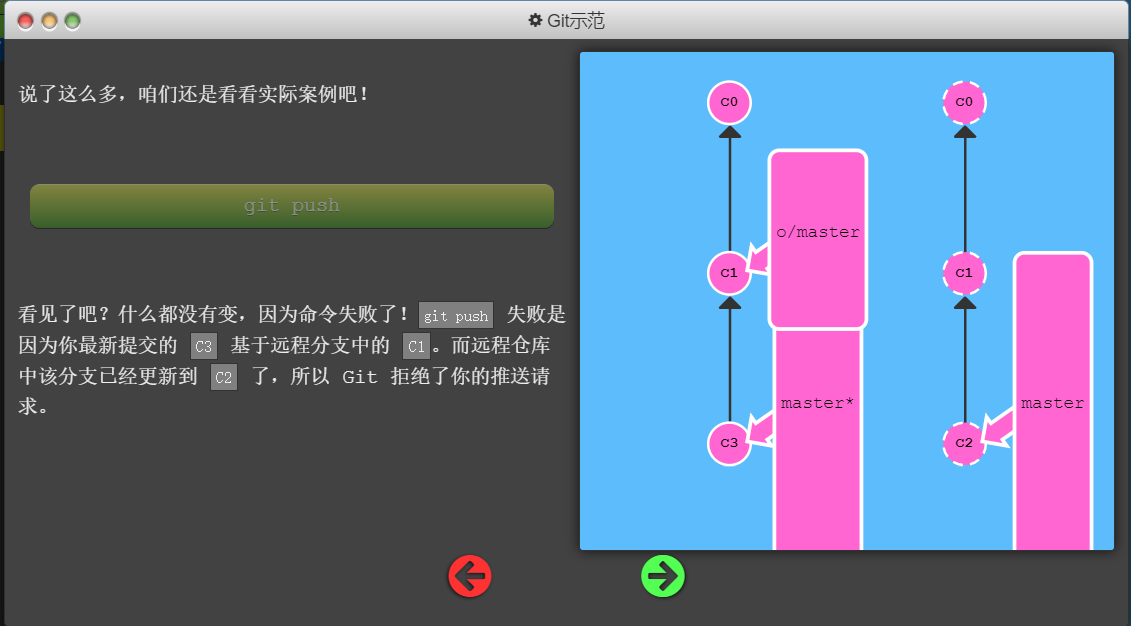 Git示范
说了这么多，咱们还是看看实际案例吧！
git push
看见了吧？什么都没有变，因为命令失败了！git push 失败是
因为你最新提交的 C3 基于远程分支中的 C1。而远程仓库
中该分支已经更新到 C2 了，所以 Git 拒绝了你的推送请
求。
C0
C0
o/master
C1
C1
master*
master
C3
C2